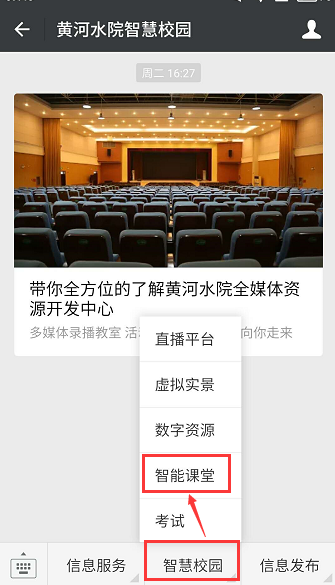 黄河水院智慧校园
周二 16:27
带你全方位的了解黄河水院全媒体资
源开发中心
多媒体录播教室 活
向你走来
直播平台
虚拟实景
数字资源
智能课堂
考试
信息服务
智慧校园
信息发布